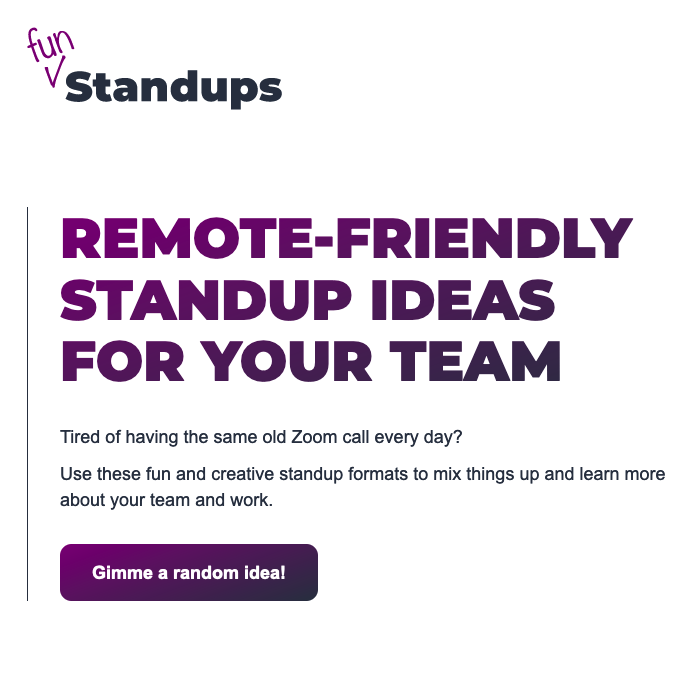 fun
Standups
REMOTE-FRIENDLY
STANDUP IDEAS
FOR YOUR TEAM
Tired of having the same old Zoom call every day?
Use these fun and creative standup formats to mix things up and learn more
about your team and work.
Gimme a random idea!